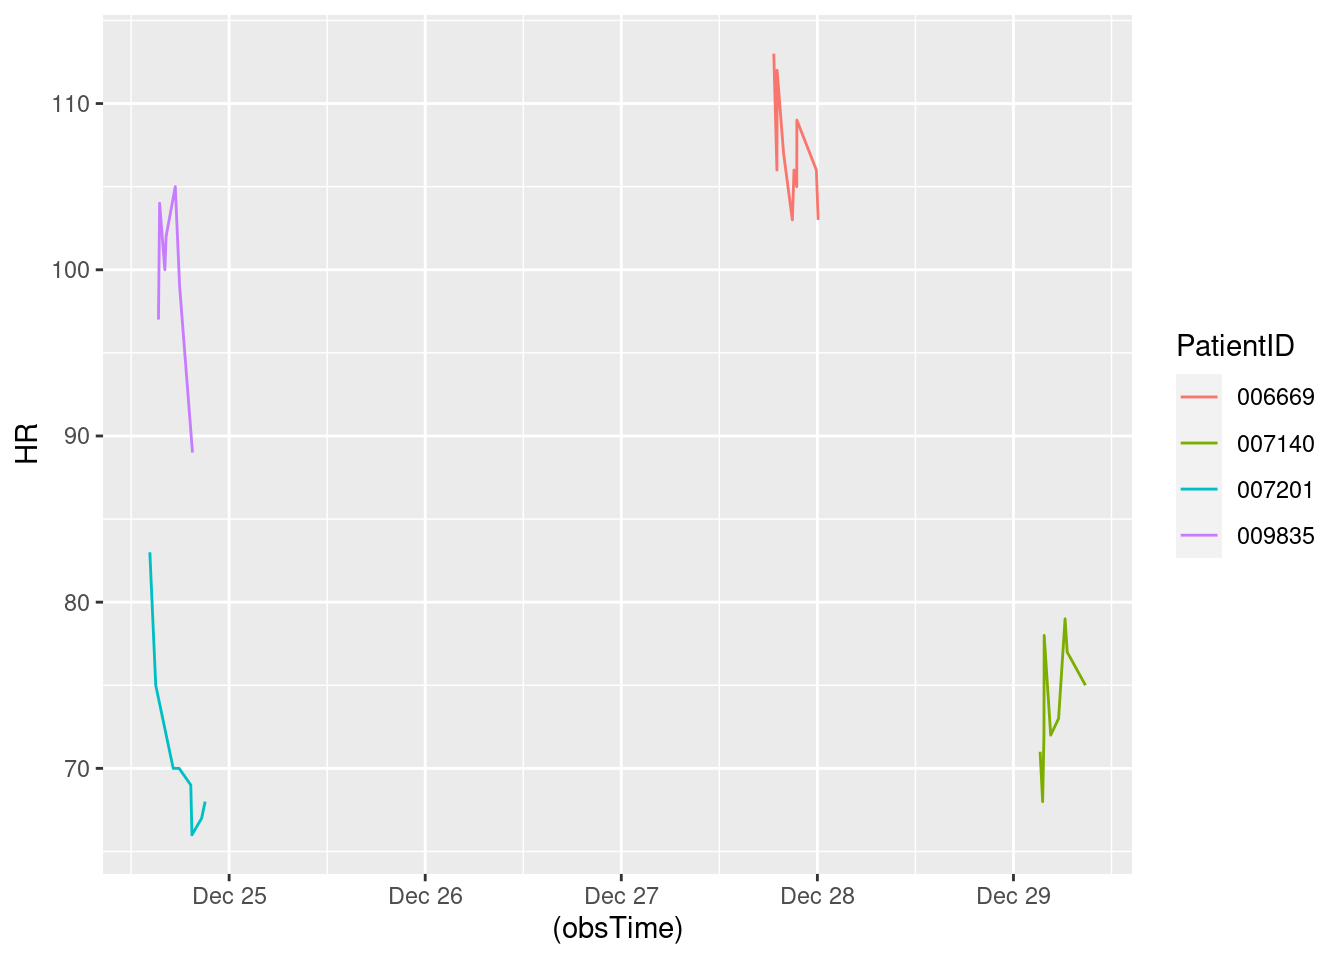 110
100
90
80
70
HR
Dec 25
Dec 26
Dec 27
Dec 28
Dec 29
(obsTime)
PatientID
006669
007140
007201
009835